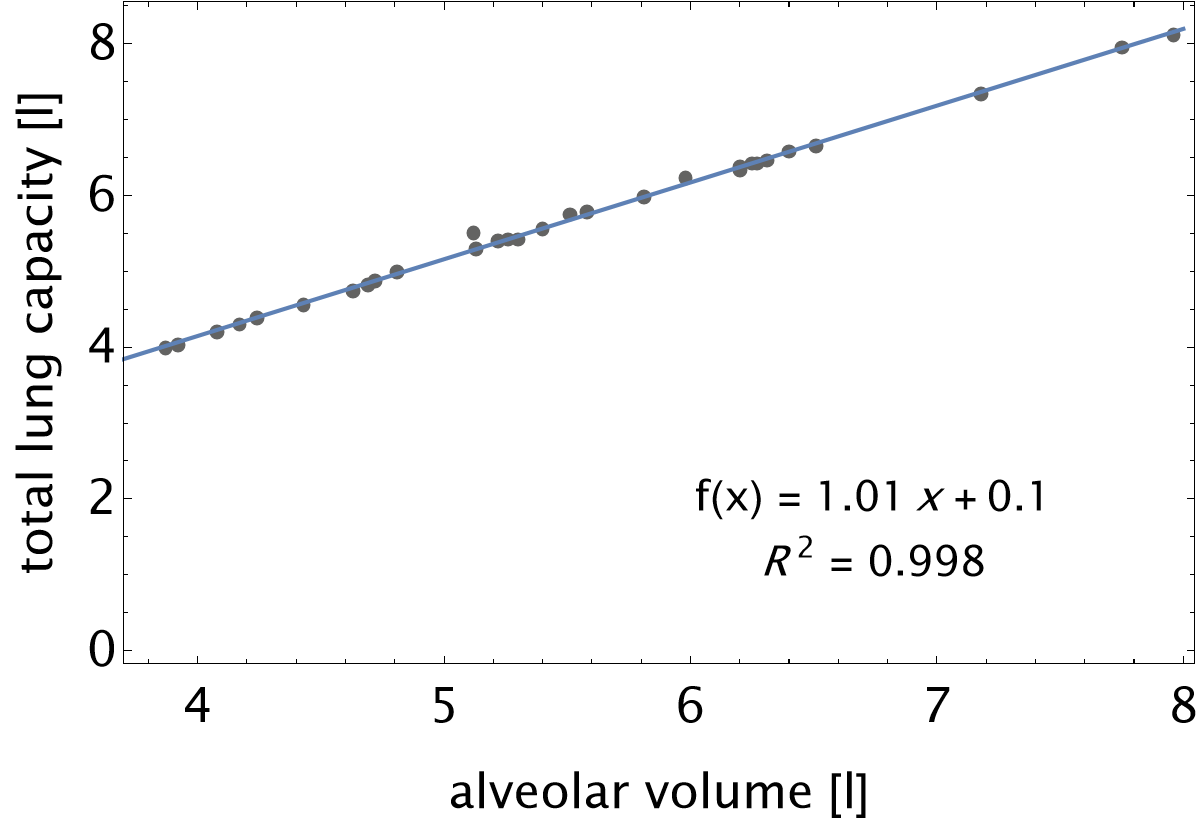 8
6
4
2
0
total lung capacity [l]
f(x) = 1.01 x + 0.1
R² = 0.998
4 5 6 7 8
alveolar volume [l]